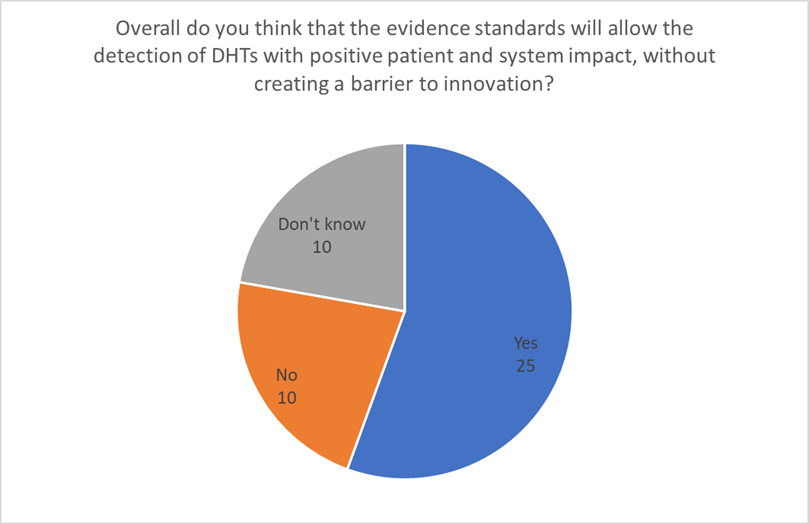 Overall do you think that the evidence standards will allow the
detection of DHTs with positive patient and system impact, without
creating a barrier to innovation?
Don't know
10
Yes
25
No
10